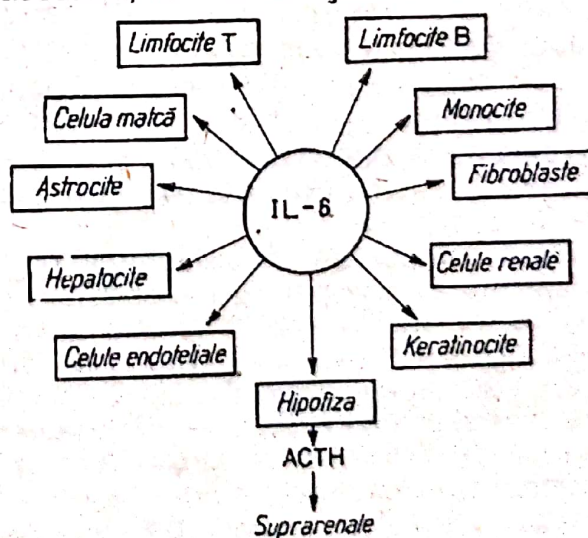 Limfocite T
Limfocite B
Celula matcă
Monocite
Astrocite
Fibroblaste
IL-6
Hepatocite
Celule renale
Celule endoteliale
Keratinocite
Hipofiza
ACTH
Suprarenale